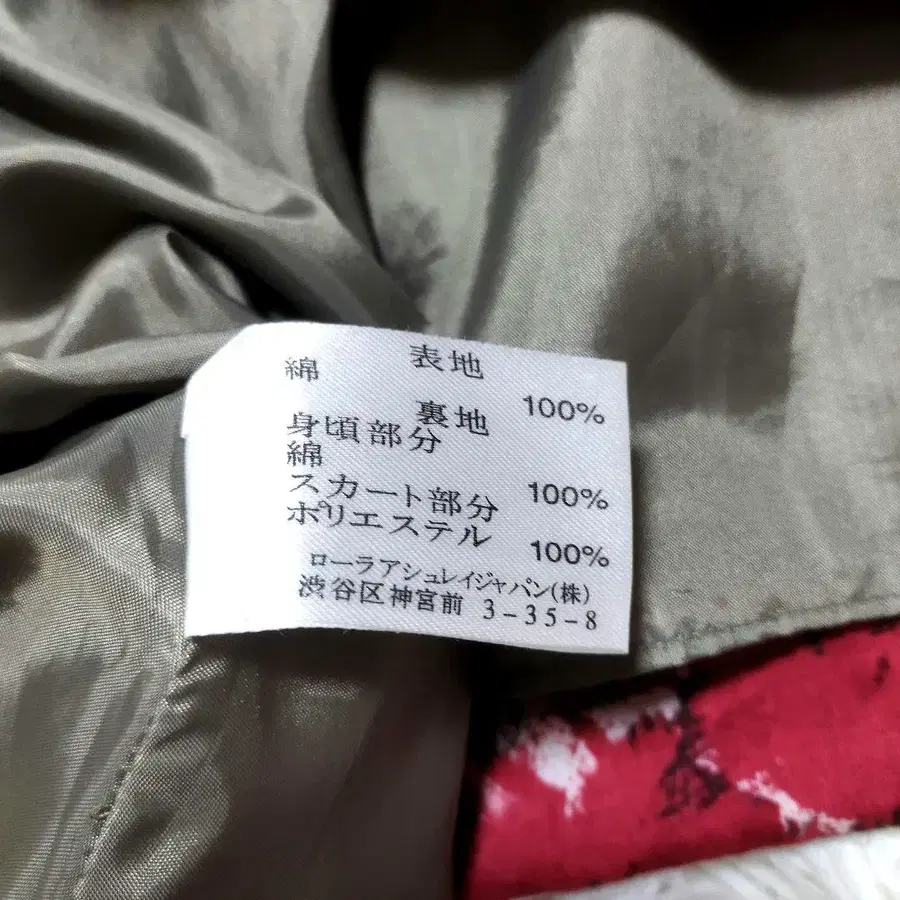 表地
綿 100%
裏地
身頃部分
綿 100%
スカート部分
ポリエステル 100%
ローラアシュレイジャパン(株)
渋谷区神宮前 3-35-8